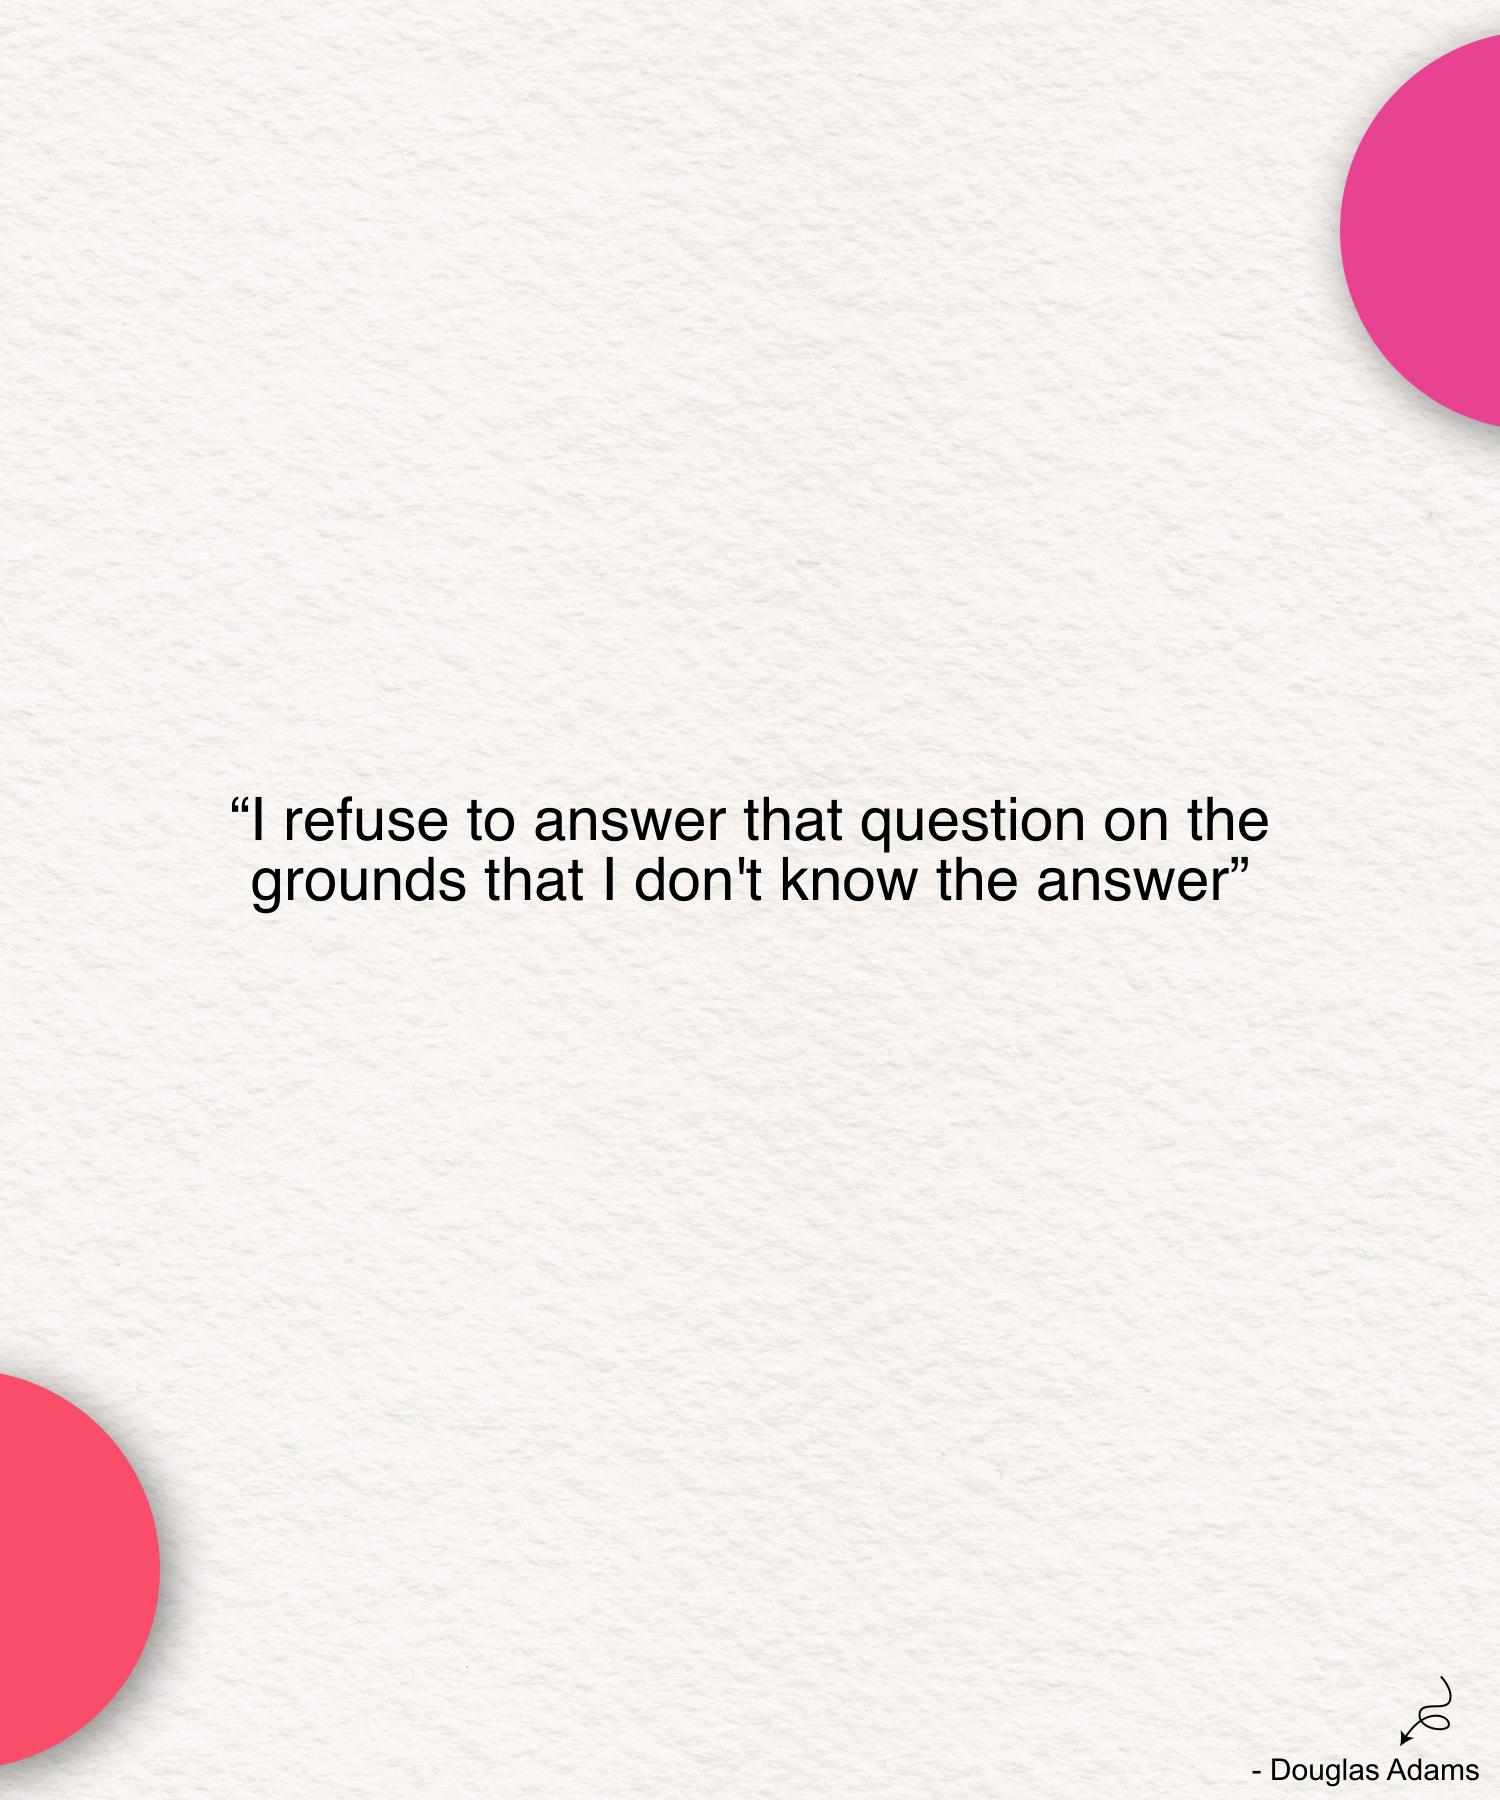 “I refuse to answer that question on the
grounds that I don't know the answer”
- Douglas Adams